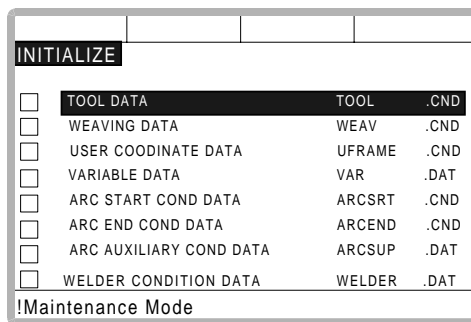 INITIALIZE
TOOL DATA TOOL .CND
WEAVING DATA WEAV .CND
USER COODINATE DATA UFRAME .CND
VARIABLE DATA VAR .DAT
ARC START COND DATA ARCSRT .CND
ARC END COND DATA ARCEND .CND
ARC AUXILIARY COND DATA ARCSUP .DAT
WELDER CONDITION DATA WELDER .DAT
!Maintenance Mode